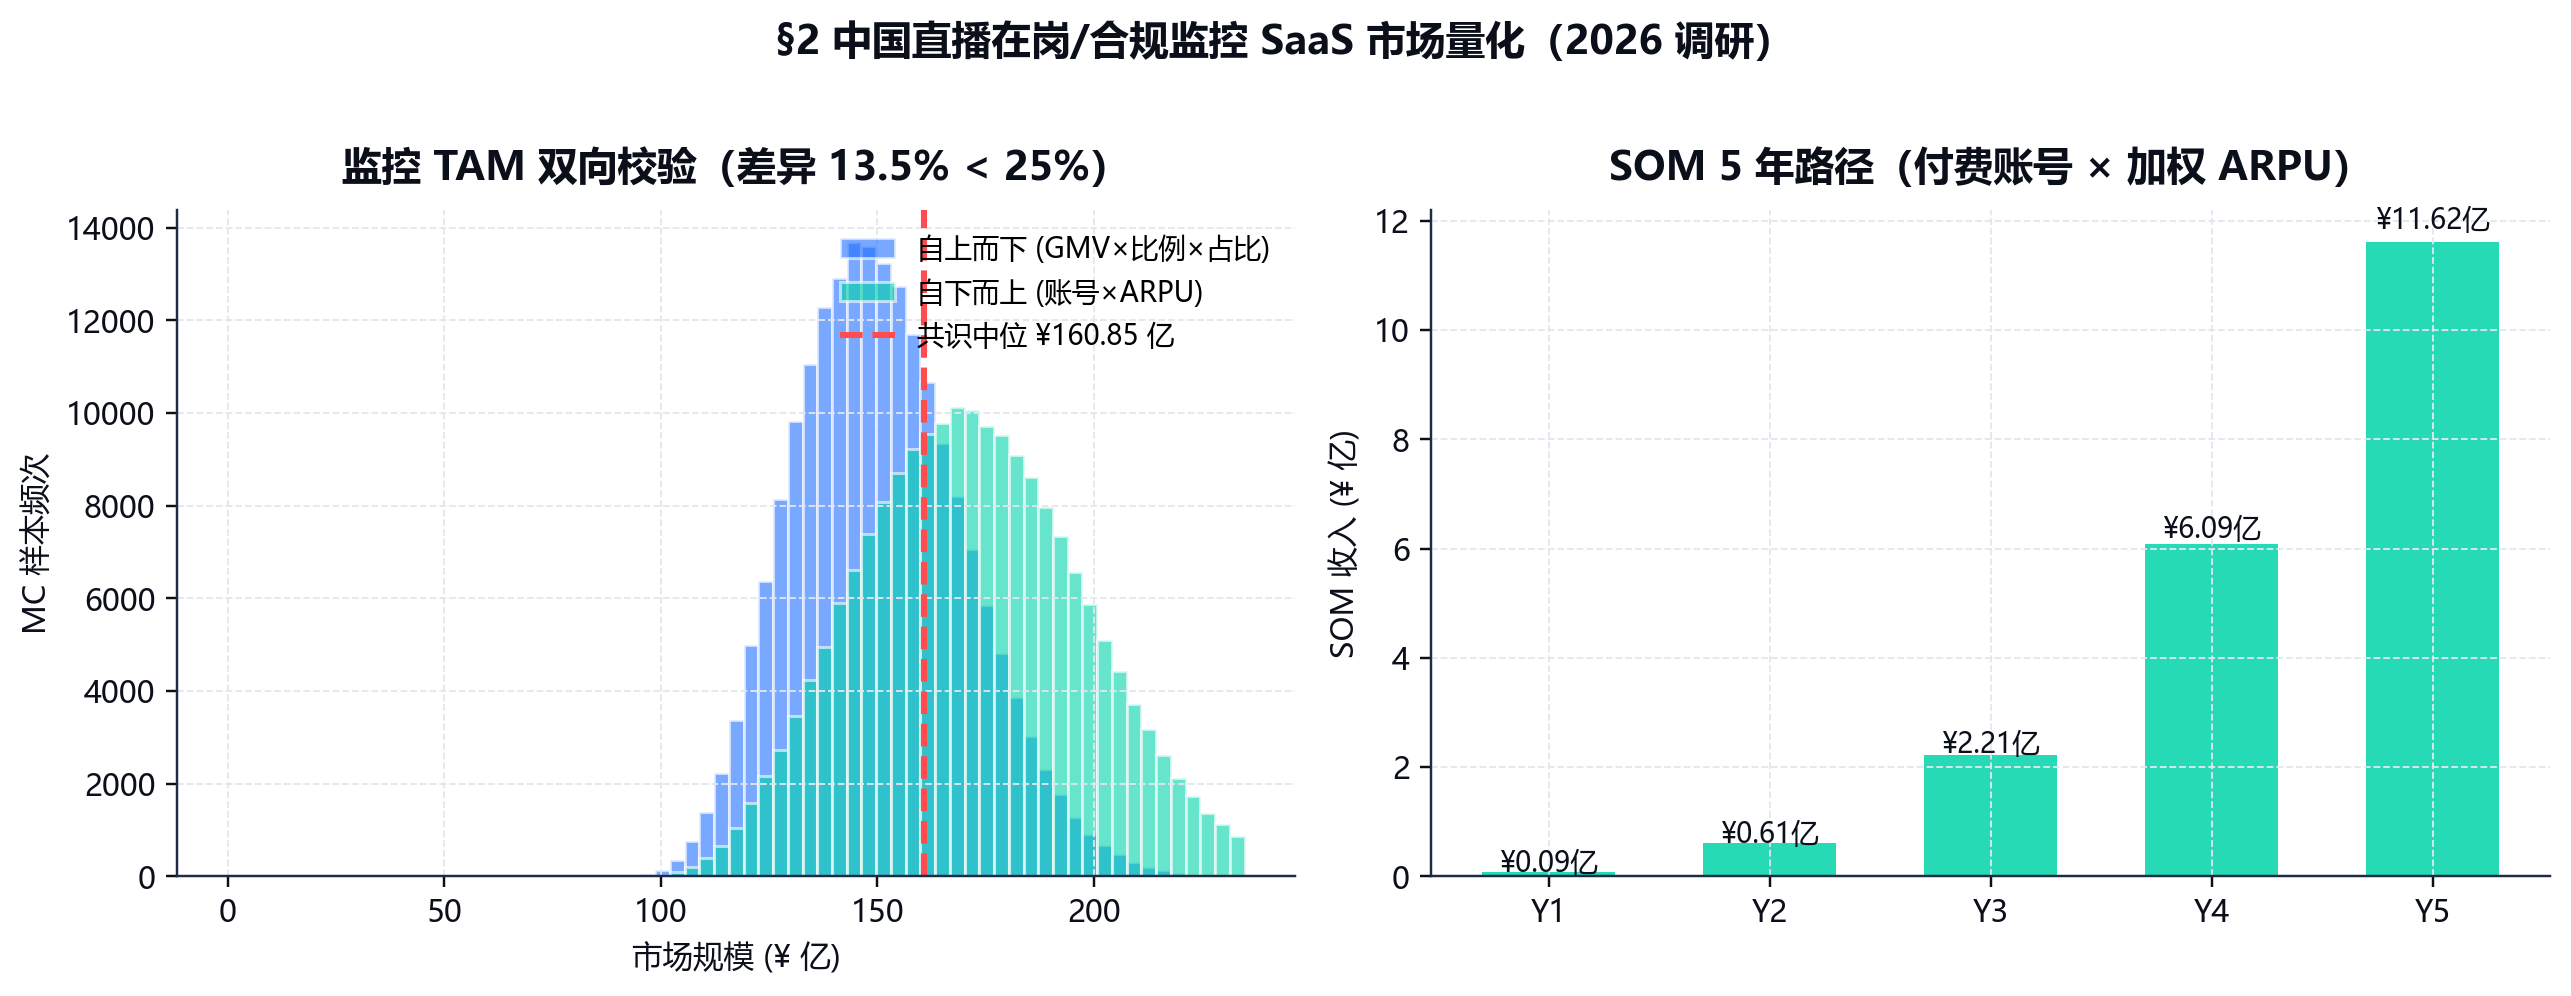 §2 中国直播在岗/合规监控 SaaS 市场量化（2026 调研）
监控 TAM 双向校验（差异 13.5% < 25%）
14000
12000
10000
8000
6000
4000
2000
0
MC 样本频次
自上而下 (GMV×比例×占比)
自下而上 (账号×ARPU)
共识中位 ¥160.85 亿
0
50
100
150
200
市场规模 (¥ 亿)
SOM 5 年路径（付费账号 × 加权 ARPU）
12
10
8
6
4
2
0
SOM 收入 (¥ 亿)
¥0.09亿
¥0.61亿
¥2.21亿
¥6.09亿
¥11.62亿
Y1
Y2
Y3
Y4
Y5